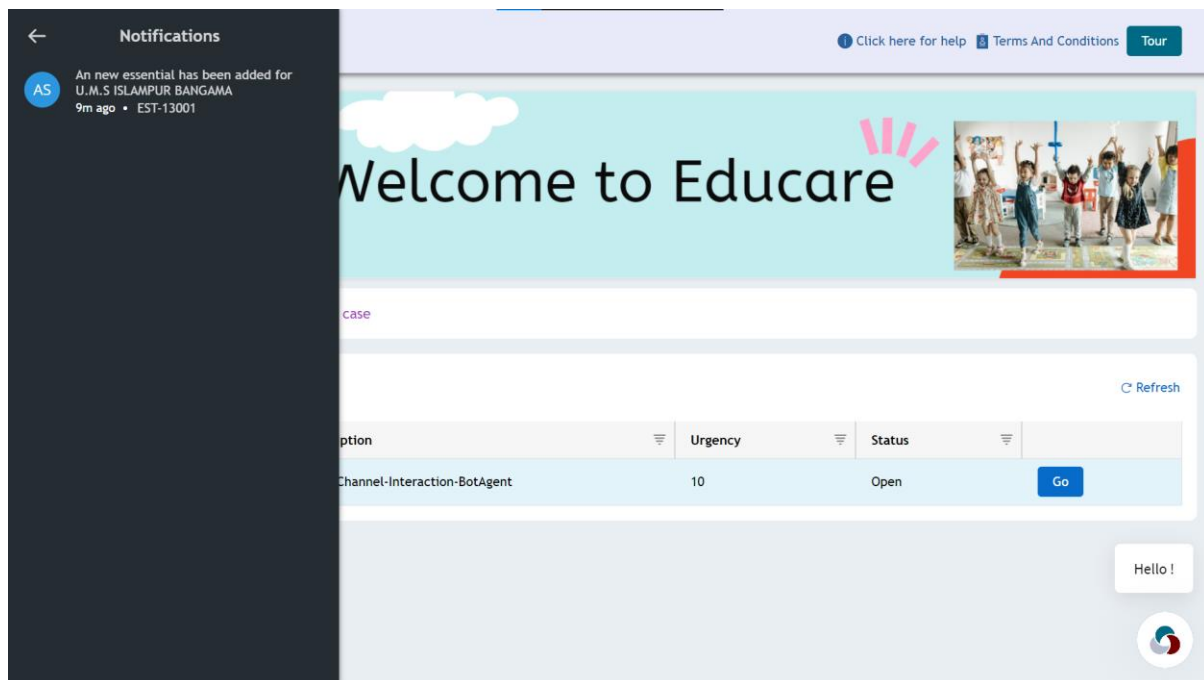 Notifications
An new essential has been added for
U.M.S ISLAMPUR BANGAMA
9m ago • EST-13001
AS
Click here for help Terms And Conditions Tour
Welcome to Educare
case
Refresh
ption Urgency Status
Channel-Interaction-BotAgent 10 Open Go
Hello !